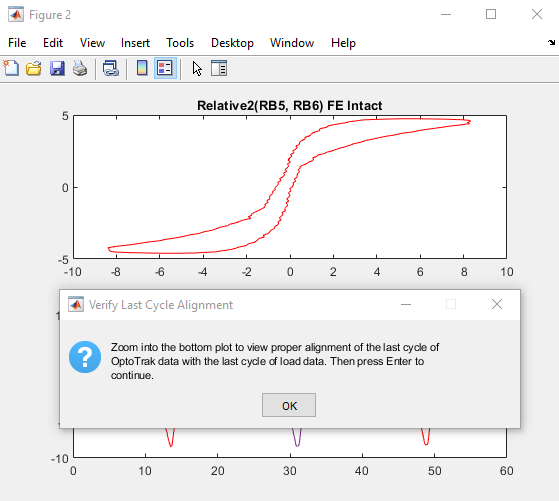 Figure 2
File Edit View Insert Tools Desktop Window Help
Relative2(RB5, RB6) FE Intact
5
0
-5
-10 -8 -6 -4 -2 0 2 4 6 8 10
Verify Last Cycle Alignment
Zoom into the bottom plot to view proper alignment of the last cycle of
OptoTrak data with the last cycle of load data. Then press Enter to
continue.
OK
-10
0 10 20 30 40 50 60